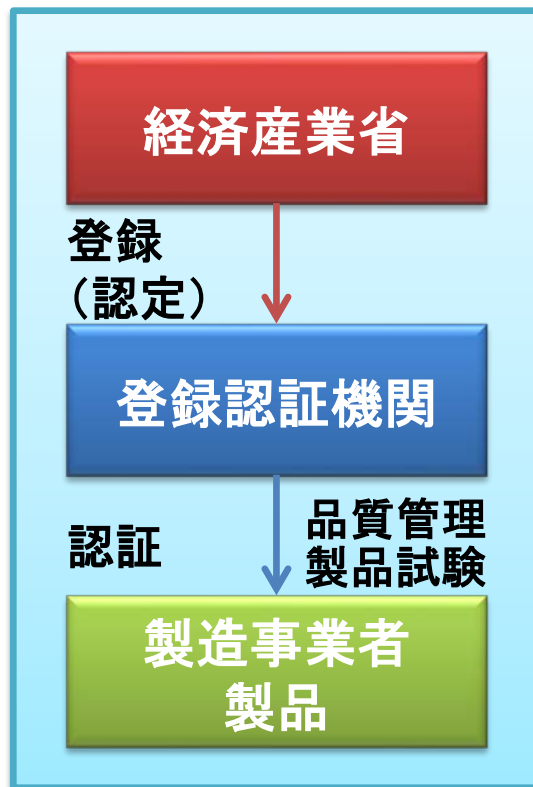 経済産業省
登録
（認定）
登録認証機関
認証
品質管理
製品試験
製造事業者
製品